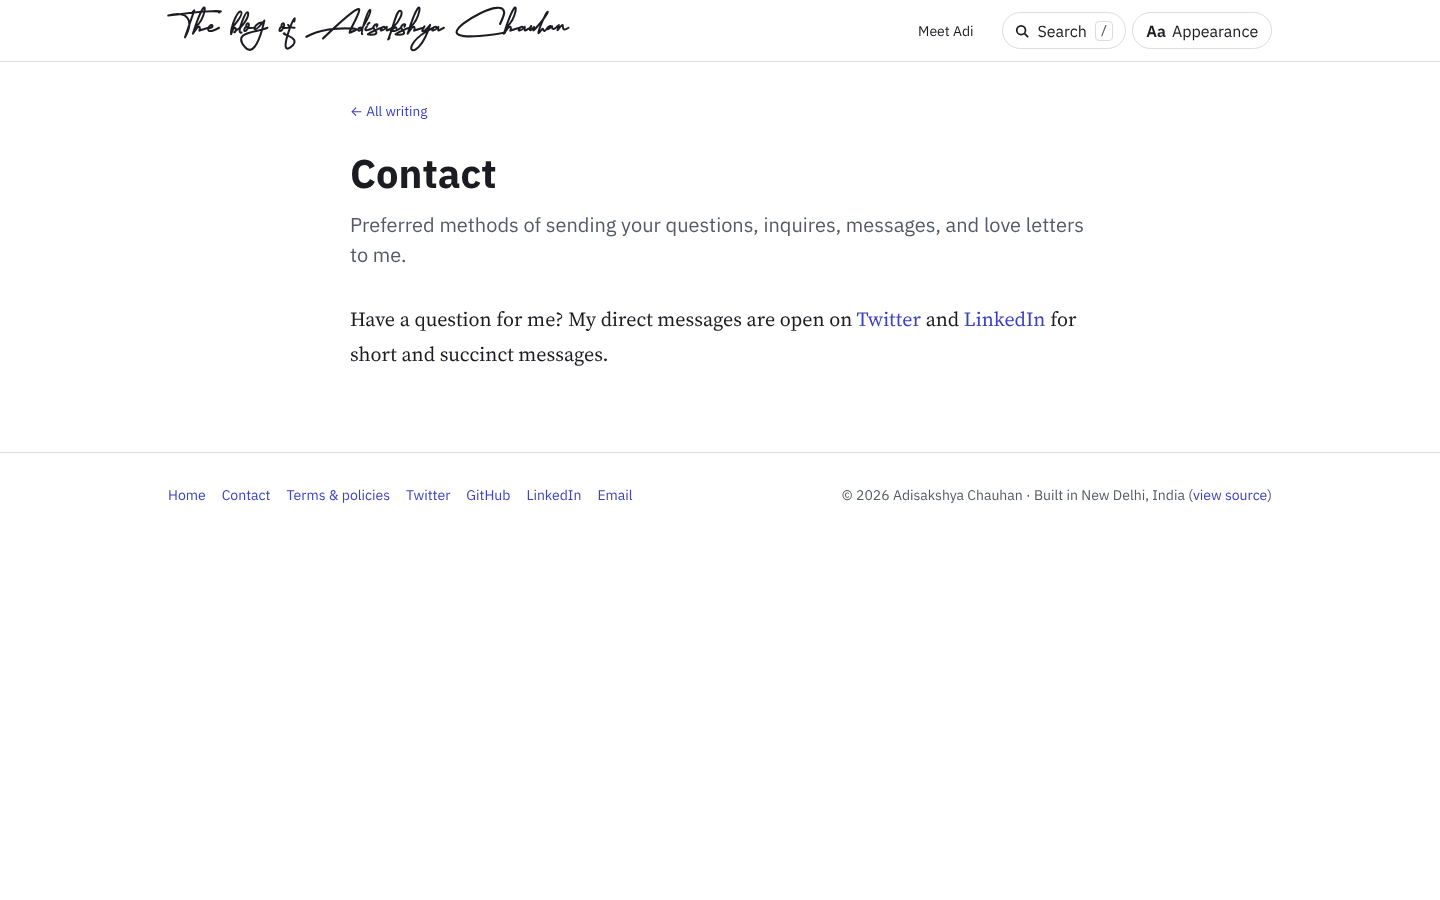 The blog of Adisakshya Chauhan
Meet Adi
Search /
Aa Appearance
← All writing
Contact
Preferred methods of sending your questions, inquires, messages, and love letters
to me.
Have a question for me? My direct messages are open on Twitter and LinkedIn for
short and succinct messages.
Home Contact Terms & policies Twitter GitHub LinkedIn Email
© 2026 Adisakshya Chauhan · Built in New Delhi, India (view source)